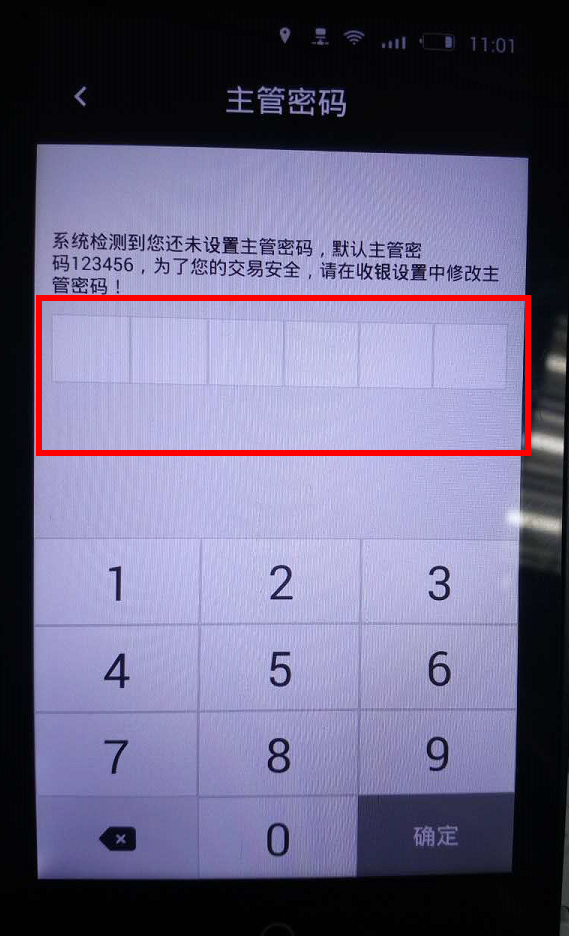 11:01
主管密码
系统检测到您还未设置主管密码，默认主管密
码123456，为了您的交易安全，请在收银设置中修改主
管密码！
1 2 3
4 5 6
7 8 9
0 确定